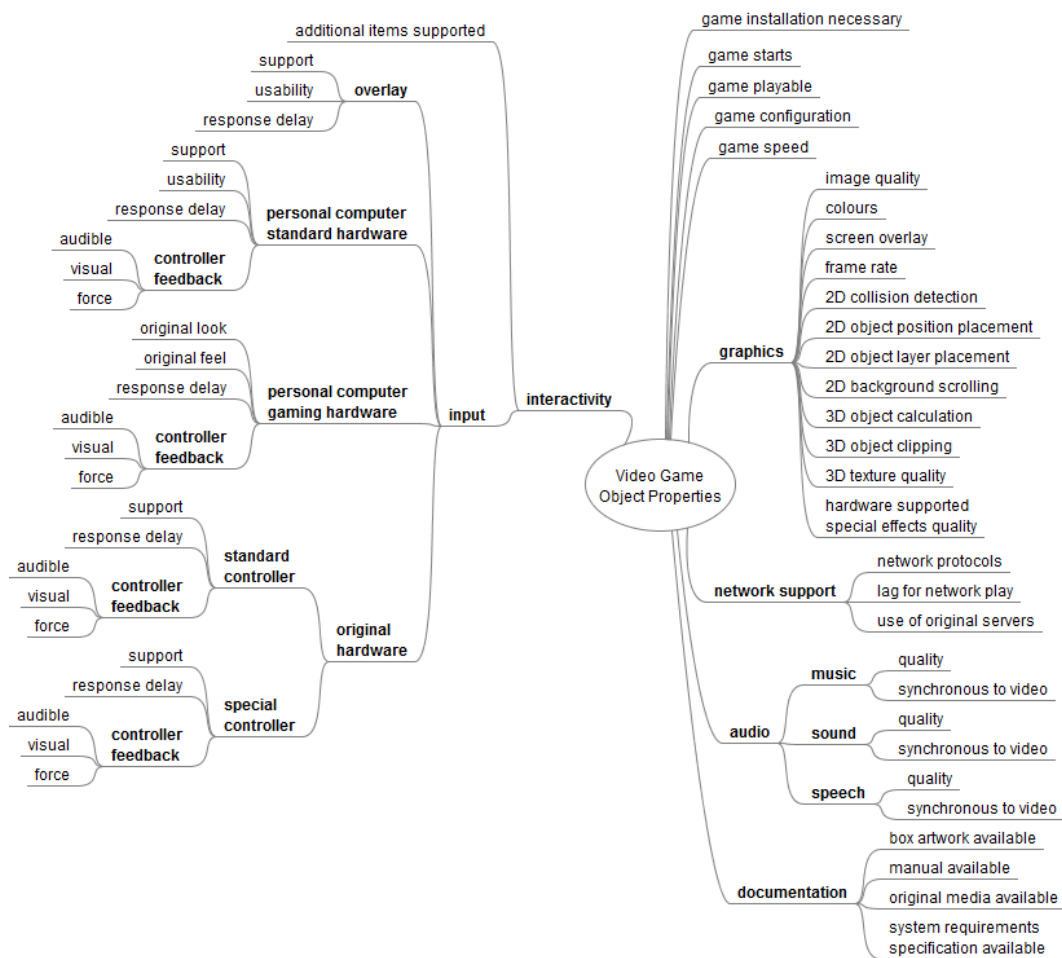 additional items supported
support
usability
response delay
overlay
support
usability
response delay
audible
visual
force
controller
feedback
personal computer
standard hardware
original look
original feel
response delay
audible
visual
force
controller
feedback
personal computer
gaming hardware
support
response delay
audible
visual
force
controller
feedback
standard
controller
support
response delay
audible
visual
force
controller
feedback
special
controller
original
hardware
input
interactivity
Video Game
Object Properties
game installation necessary
game starts
game playable
game configuration
game speed
graphics
image quality
colours
screen overlay
frame rate
2D collision detection
2D object position placement
2D object layer placement
2D background scrolling
3D object calculation
3D object clipping
3D texture quality
hardware supported
special effects quality
network support
network protocols
lag for network play
use of original servers
audio
music
quality
synchronous to video
sound
quality
synchronous to video
speech
quality
synchronous to video
documentation
box artwork available
manual available
original media available
system requirements
specification available